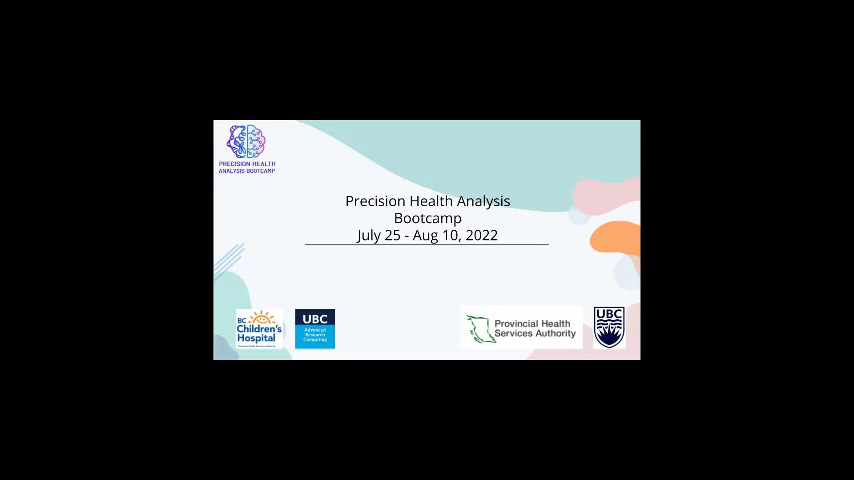 PRECISION HEALTH
ANALYSIS BOOTCAMP
Precision Health Analysis
Bootcamp
July 25 - Aug 10, 2022
BC
Children's
Hospital
UBC
Advanced
Research
Computing
Provincial Health
Services Authority
UBC